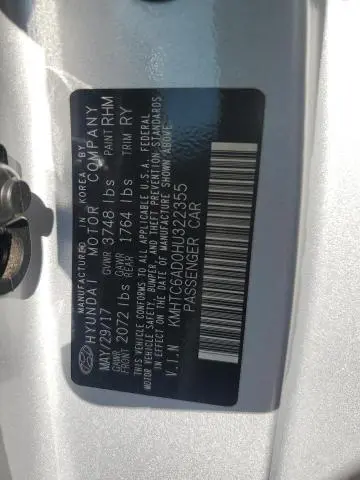 MANUFACTURED IN KOREA BY
HYUNDAI MOTOR COMPANY
MAY/29/17 GVWR 3748 lbs PAINT RHM
GAWR FRONT 2072 lbs GAWR REAR 1764 lbs TRIM RY
THIS VEHICLE CONFORMS TO ALL APPLICABLE U.S.A. FEDERAL
MOTOR VEHICLE SAFETY, BUMPER, AND THEFT PREVENTION STANDARDS
IN EFFECT ON THE DATE OF MANUFACTURE SHOWN ABOVE.
V.I.N KMHTC6AD0HU322355
PASSENGER CAR